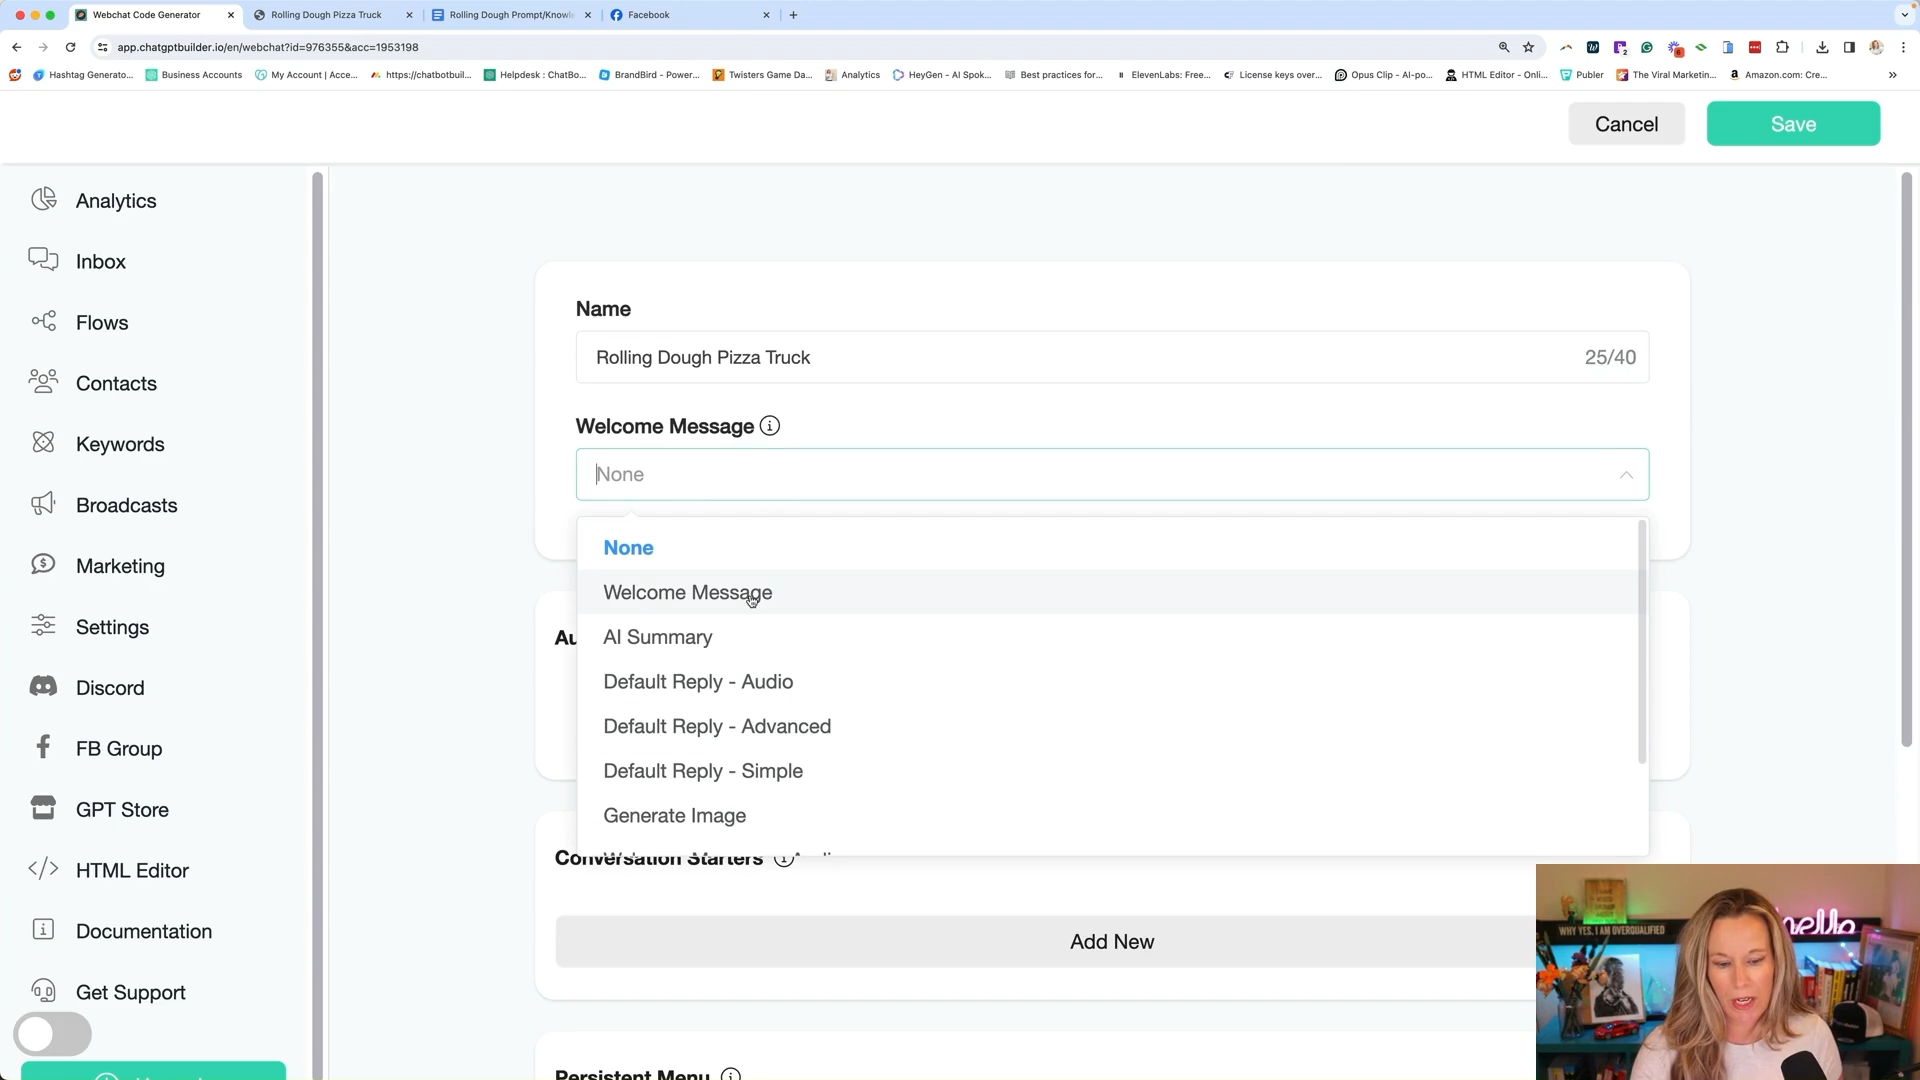 Webchat Code Generator
Rolling Dough Pizza Truck
Rolling Dough Prompt/Knowle
Facebook
app.chatgptbuilder.io/en/webchat?id=976355&acc=1953198
Hashtag Generato...
Business Accounts
My Account | Acce...
https://chatbotbuil...
Helpdesk : ChatBo...
BrandBird - Power...
Twisters Game Da...
Analytics
HeyGen - AI Spok...
Best practices for...
ElevenLabs: Free...
License keys over...
Opus Clip - AI-po...
HTML Editor - Onli...
Publer
The Viral Marketin...
Amazon.com: Cre...
Cancel
Save
Analytics
Inbox
Flows
Contacts
Keywords
Broadcasts
Marketing
Settings
Discord
FB Group
GPT Store
HTML Editor
Documentation
Get Support
Name
Rolling Dough Pizza Truck
25/40
Welcome Message
None
None
Welcome Message
AI Summary
Default Reply - Audio
Default Reply - Advanced
Default Reply - Simple
Generate Image
Au
Conversation Starters
Add New
Persistent Menu
WHY YES, I AM OVERQUALIFIED
hello